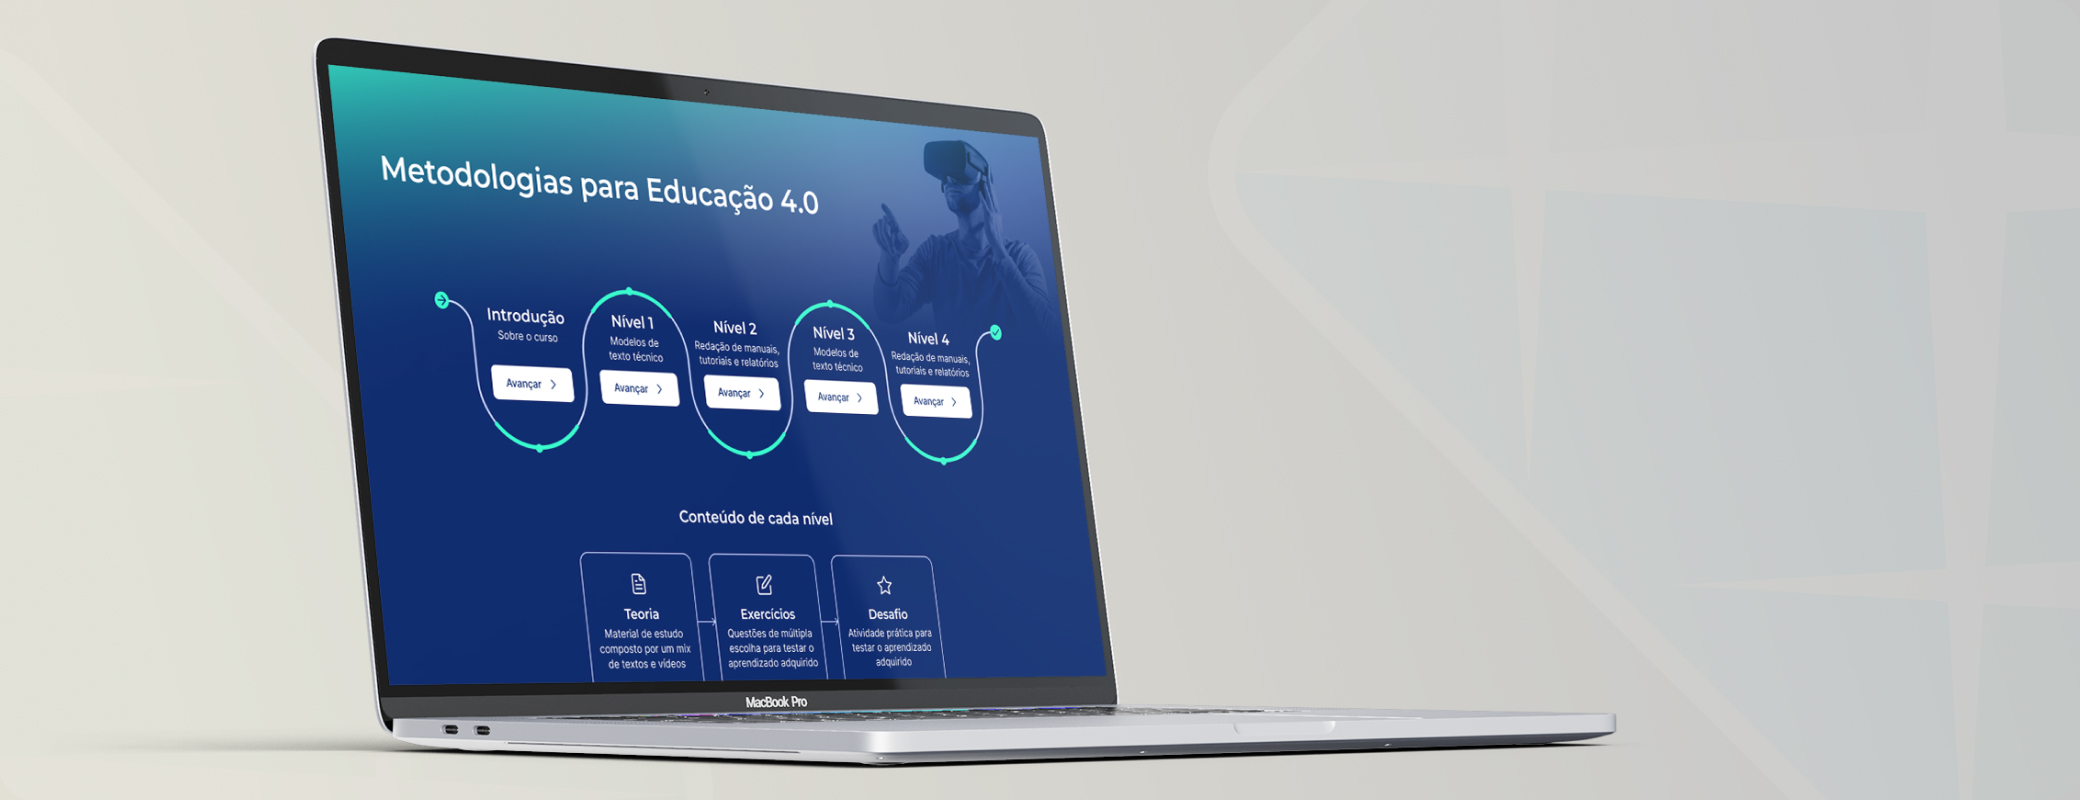 Metodologias para Educação 4.0
Introdução
Sobre o curso
Avançar
Nível 1
Modelos de
texto técnico
Avançar
Nível 2
Redação de manuais,
tutoriais e relatórios
Avançar
Nível 3
Modelos de
texto técnico
Avançar
Nível 4
Redação de manuais,
tutoriais e relatórios
Avançar
Conteúdo de cada nível
Teoria
Material de estudo
composto por um mix
de textos e vídeos
Exercícios
Questões de múltipla
escolha para testar o
aprendizado adquirido
Desafio
Atividade prática para
testar o aprendizado
adquirido
MacBook Pro